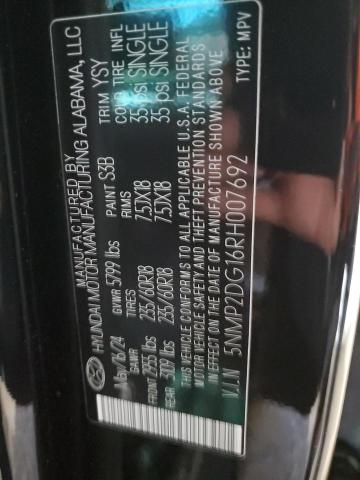 MANUFACTURED BY
HYUNDAI MOTOR MANUFACTURING ALABAMA, LLC
May/16/24 GVWR 5799 lbs PAINT S3B TRIM YSY
GAWR TIRES RIMS COLD TIRE INFL
FRONT 2955 lbs 235/60R18 7.5JX18 35 psi SINGLE
REAR lbs 235/60R18 7.5JX18 35 psi SINGLE
THIS VEHICLE CONFORMS TO ALL APPLICABLE U.S.A. FEDERAL
MOTOR VEHICLE SAFETY AND THEFT PREVENTION STANDARDS
IN EFFECT ON THE DATE OF MANUFACTURE SHOWN ABOVE
V.I.N 5NMP2DG16RH007692 TYPE: MPV